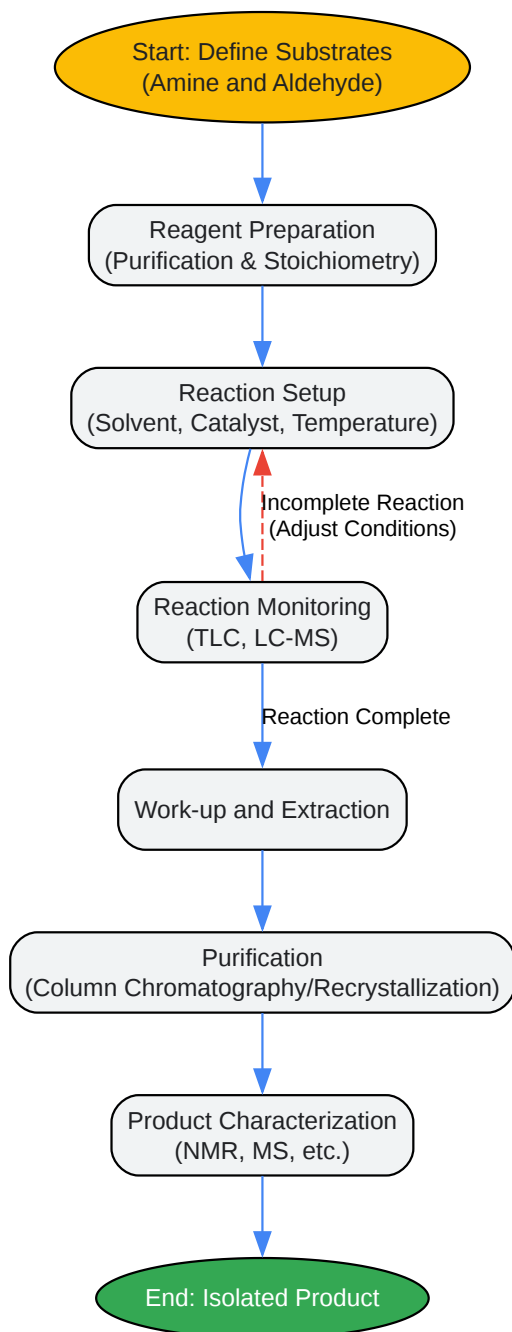 Start: Define Substrates
(Amine and Aldehyde)
Reagent Preparation
(Purification & Stoichiometry)
Reaction Setup
(Solvent, Catalyst, Temperature)
Incomplete Reaction
(Adjust Conditions)
Reaction Monitoring
(TLC, LC-MS)
Reaction Complete
Work-up and Extraction
Purification
(Column Chromatography/Recrystallization)
Product Characterization
(NMR, MS, etc.)
End: Isolated Product